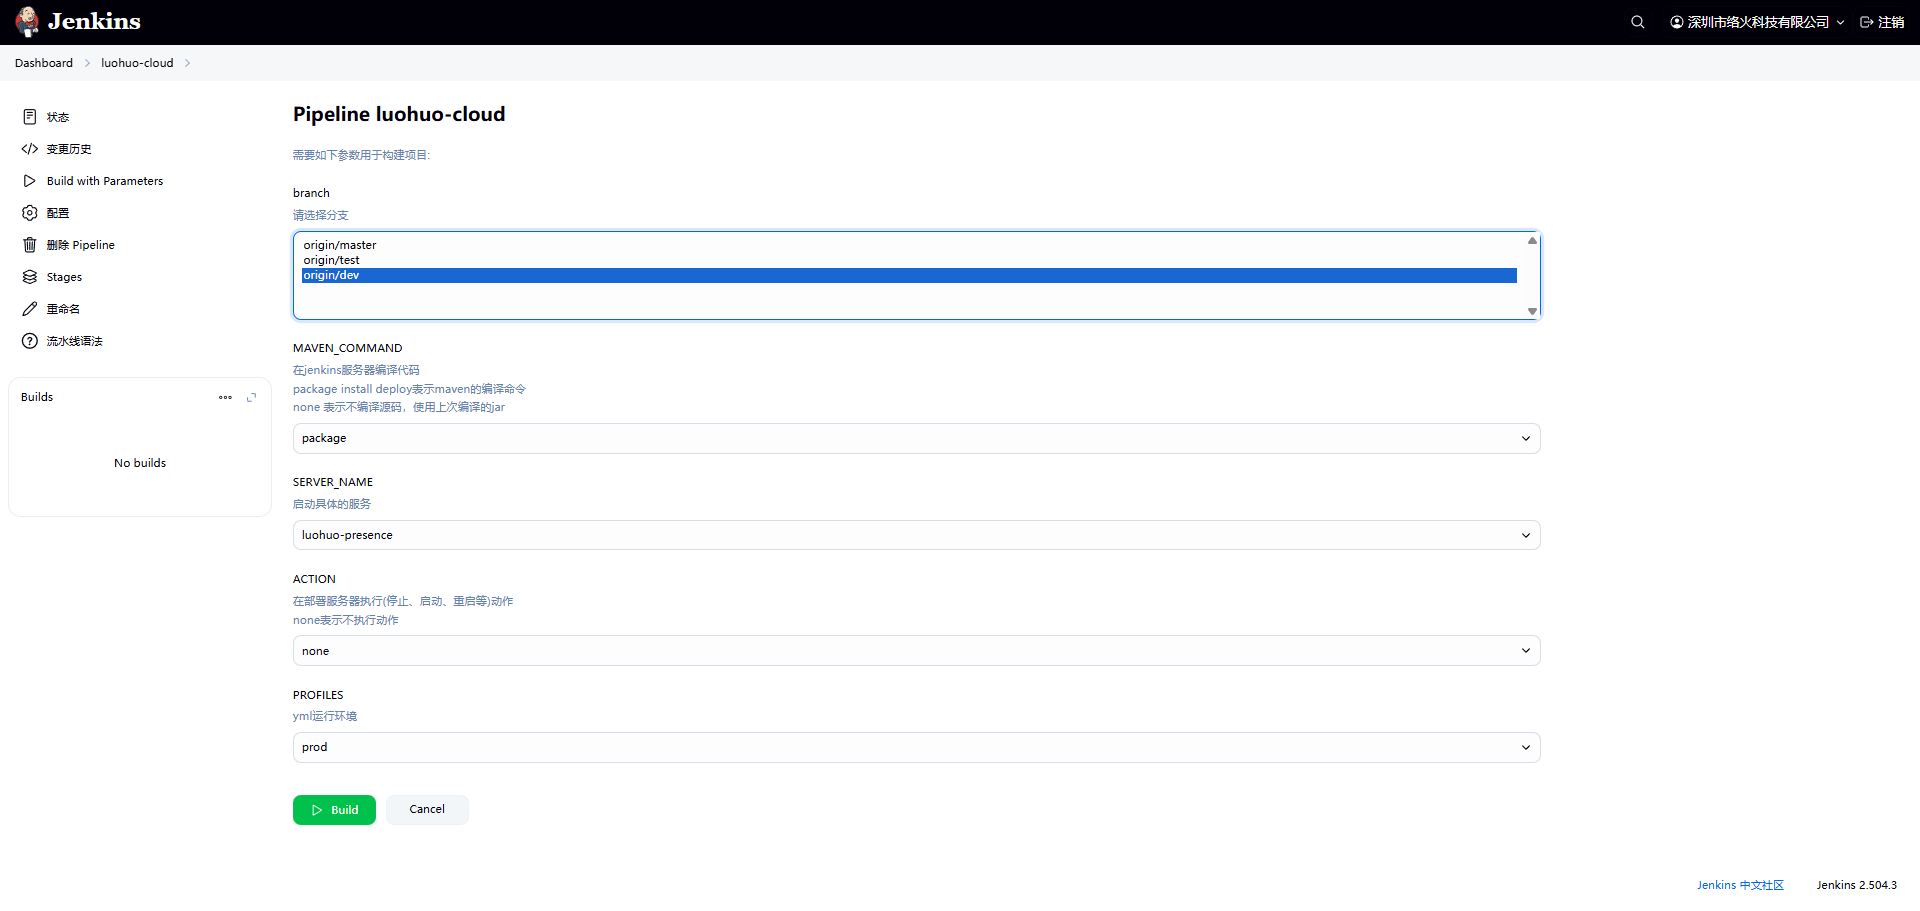 Jenkins
深圳市络火科技有限公司
注销
Dashboard
luohuo-cloud
状态
变更历史
Build with Parameters
配置
删除 Pipeline
Stages
重命名
流水线语法
Builds
No builds
Pipeline luohuo-cloud
需要如下参数用于构建项目:
branch
请选择分支
origin/master
origin/test
origin/dev
MAVEN_COMMAND
在jenkins服务器编译代码
package install deploy表示maven的编译命令
none 表示不编译源码，使用上次编译的jar
package
SERVER_NAME
启动具体的服务
luohuo-presence
ACTION
在部署服务器执行(停止、启动、重启等)动作
none表示不执行动作
none
PROFILES
yml运行环境
prod
Build
Cancel
Jenkins 中文社区
Jenkins 2.504.3